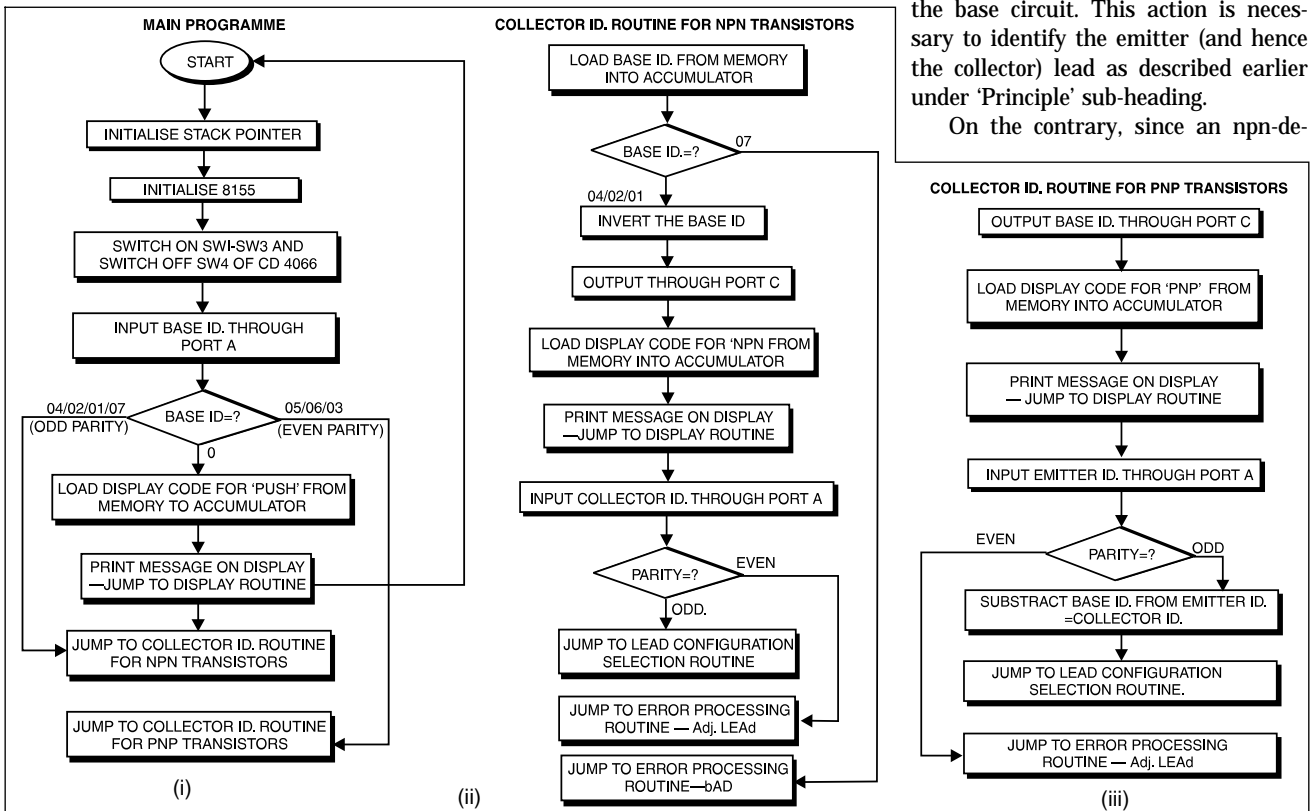 MAIN PROGRAMME
START
INITIALISE STACK POINTER
INITIALISE 8155
SWITCH ON SWI-SW3 AND
SWITCH OFF SW4 OF CD 4066
INPUT BASE ID. THROUGH
PORT A
04/02/01/07
(ODD PARITY)
BASE ID=?
05/06/03
(EVEN PARITY)
0
LOAD DISPLAY CODE FOR 'PUSH' FROM
MEMORY TO ACCUMULATOR
PRINT MESSAGE ON DISPLAY
—JUMP TO DISPLAY ROUTINE
JUMP TO COLLECTOR ID. ROUTINE
FOR NPN TRANSISTORS
JUMP TO COLLECTOR ID. ROUTINE
FOR PNP TRANSISTORS
(i)
COLLECTOR ID. ROUTINE FOR NPN TRANSISTORS
LOAD BASE ID. FROM MEMORY
INTO ACCUMULATOR
BASE ID.=?
07
04/02/01
INVERT THE BASE ID
OUTPUT THROUGH PORT C
LOAD DISPLAY CODE FOR 'NPN FROM
MEMORY INTO ACCUMULATOR
PRINT MESSAGE ON DISPLAY
—JUMP TO DISPLAY ROUTINE
INPUT COLLECTOR ID. THROUGH PORT A
PARITY=?
EVEN
ODD.
JUMP TO LEAD CONFIGURATION
SELECTION ROUTINE
JUMP TO ERROR PROCESSING
ROUTINE — Adj. LEAd
JUMP TO ERROR PROCESSING
ROUTINE—bAD
(ii)
the base circuit. This action is neces-
sary to identify the emitter (and hence
the collector) lead as described earlier
under 'Principle' sub-heading.
On the contrary, since an npn-de-
COLLECTOR ID. ROUTINE FOR PNP TRANSISTORS
OUTPUT BASE ID. THROUGH PORT C
LOAD DISPLAY CODE FOR 'PNP' FROM
MEMORY INTO ACCUMULATOR
PRINT MESSAGE ON DISPLAY
— JUMP TO DISPLAY ROUTINE
INPUT EMITTER ID. THROUGH PORT A
EVEN
PARITY=?
ODD
SUBSTRACT BASE ID. FROM EMITTER ID.
=COLLECTOR ID.
JUMP TO LEAD CONFIGURATION
SELECTION ROUTINE.
JUMP TO ERROR PROCESSING
ROUTINE — Adj. LEAd
(iii)